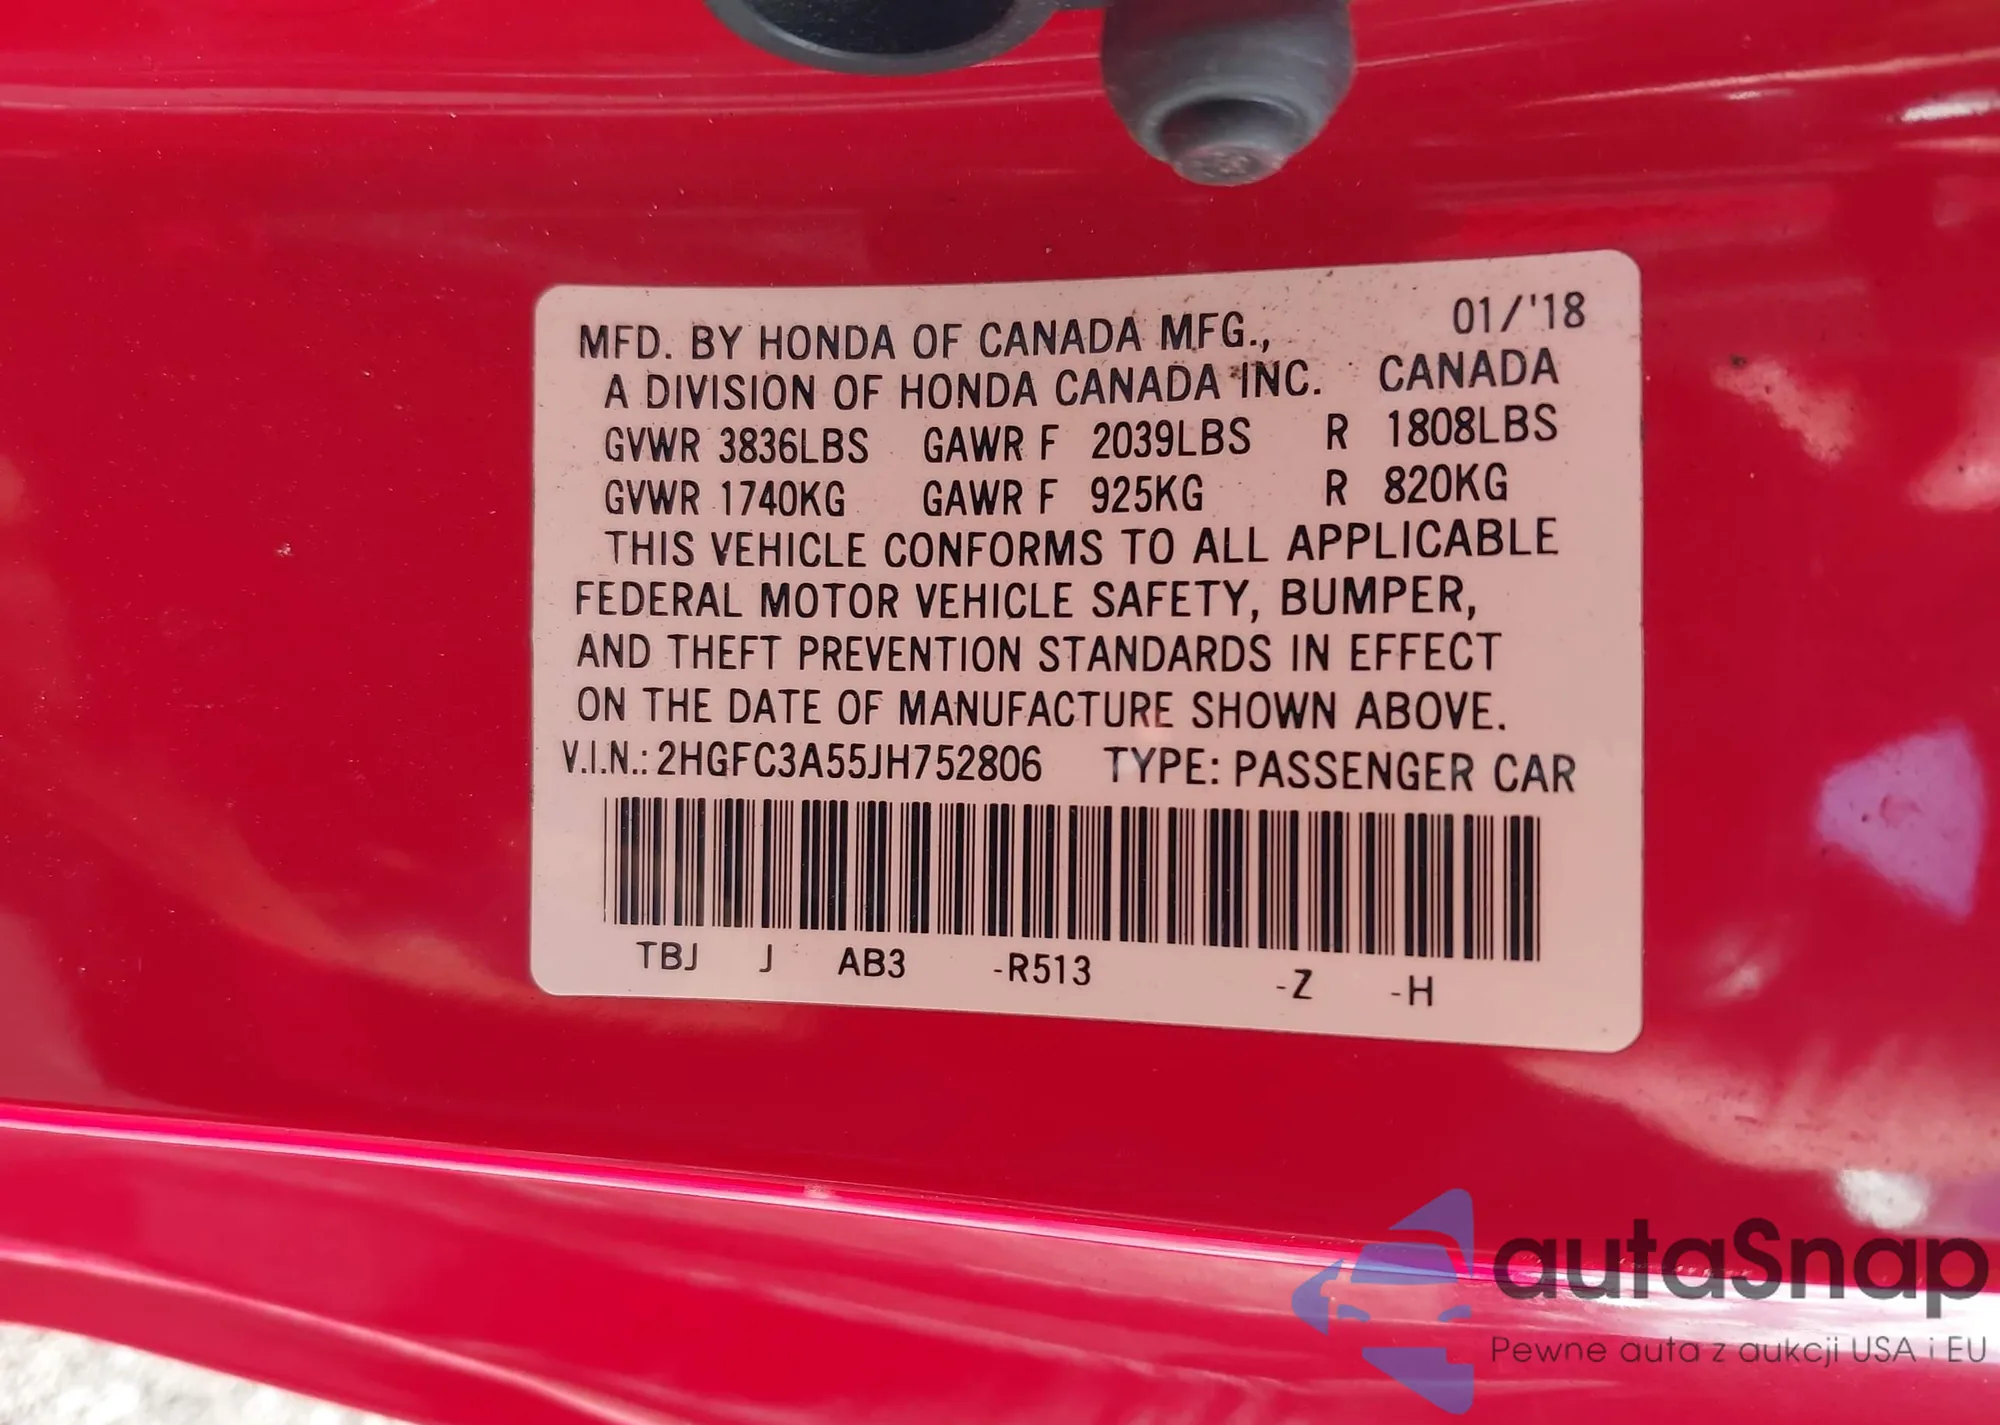 MFD. BY HONDA OF CANADA MFG., 01/'18
A DIVISION OF HONDA CANADA INC. CANADA
GVWR 3836LBS GAWR F 2039LBS R 1808LBS
GVWR 1740KG GAWR F 925KG R 820KG
THIS VEHICLE CONFORMS TO ALL APPLICABLE
FEDERAL MOTOR VEHICLE SAFETY, BUMPER,
AND THEFT PREVENTION STANDARDS IN EFFECT
ON THE DATE OF MANUFACTURE SHOWN ABOVE.
V.I.N.: 2HGFC3A55JH752806 TYPE: PASSENGER CAR
TBJ J AB3 -R513 -Z -H
autaSnap
Pewne auta z aukcji USA i EU